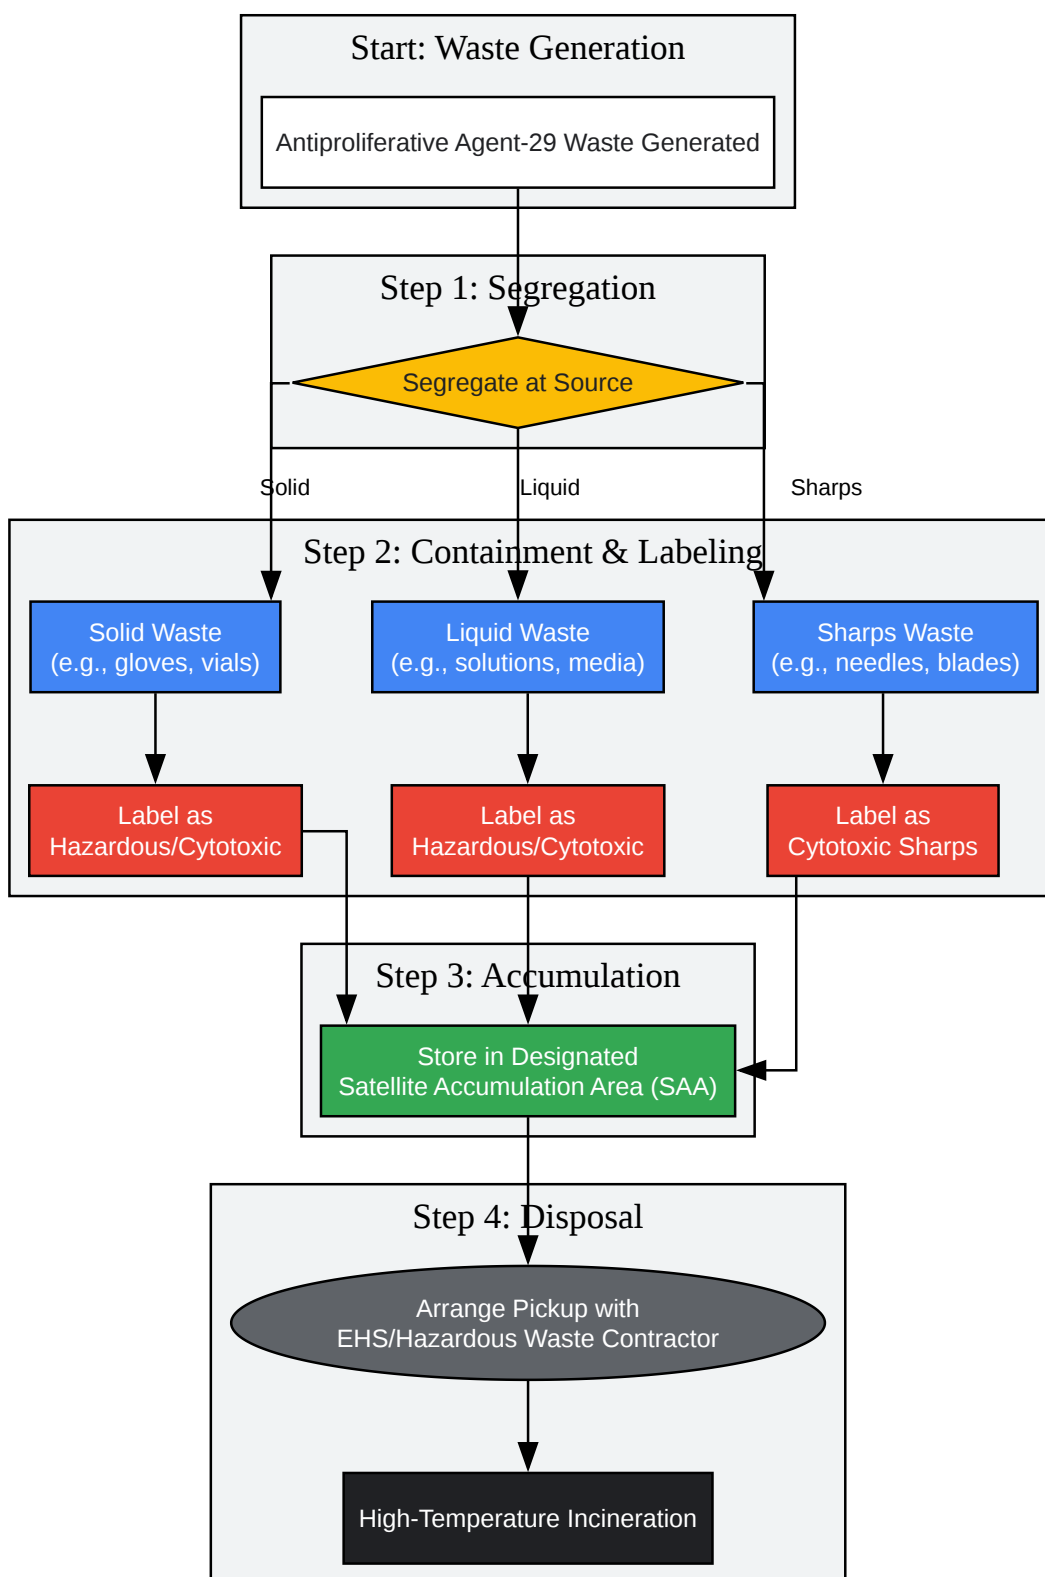 Start: Waste Generation
Antiproliferative Agent-29 Waste Generated
Step 1: Segregation
Segregate at Source
Solid
Liquid
Sharps
Step 2: Containment & Labeling
Solid Waste
(e.g., gloves, vials)
Liquid Waste
(e.g., solutions, media)
Sharps Waste
(e.g., needles, blades)
Label as
Hazardous/Cytotoxic
Label as
Hazardous/Cytotoxic
Label as
Cytotoxic Sharps
Step 3: Accumulation
Store in Designated
Satellite Accumulation Area (SAA)
Step 4: Disposal
Arrange Pickup with
EHS/Hazardous Waste Contractor
High-Temperature Incineration